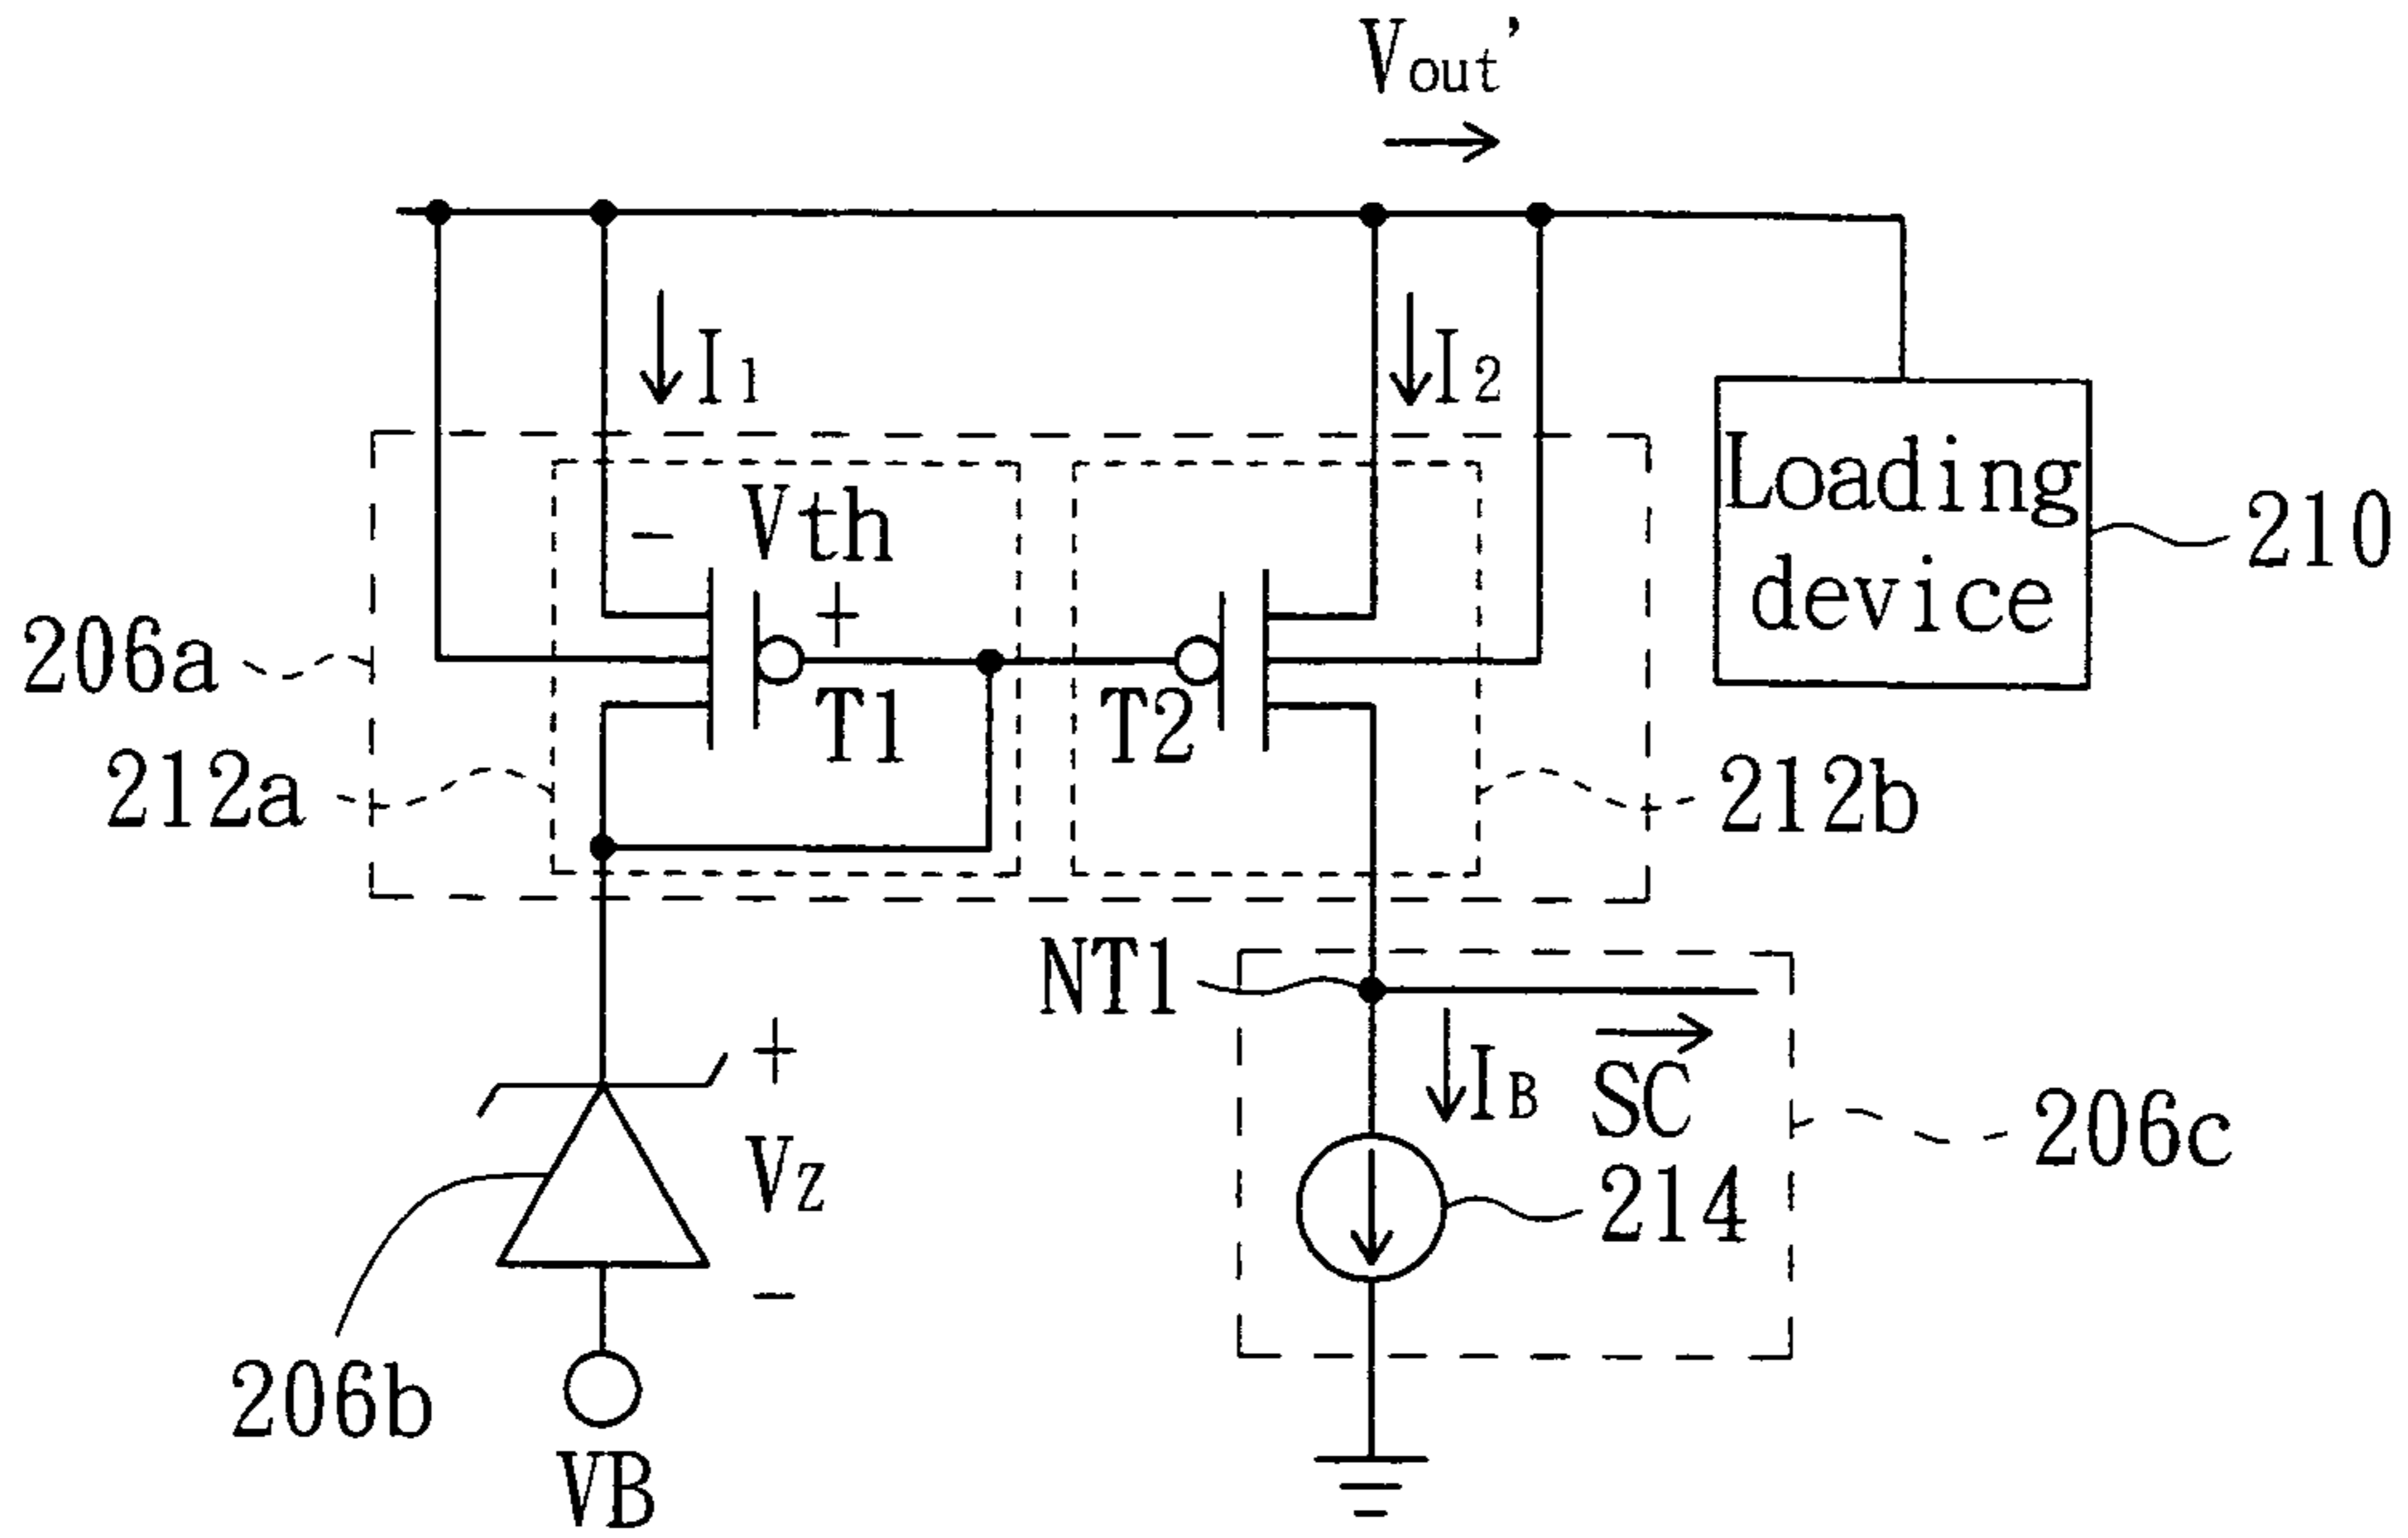 Vout'
I1
I2
- Vth
+
Loading
device
210
206a
T1
T2
212a
212b
NT1
+
IB
SC
206c
Vz
214
-
206b
VB